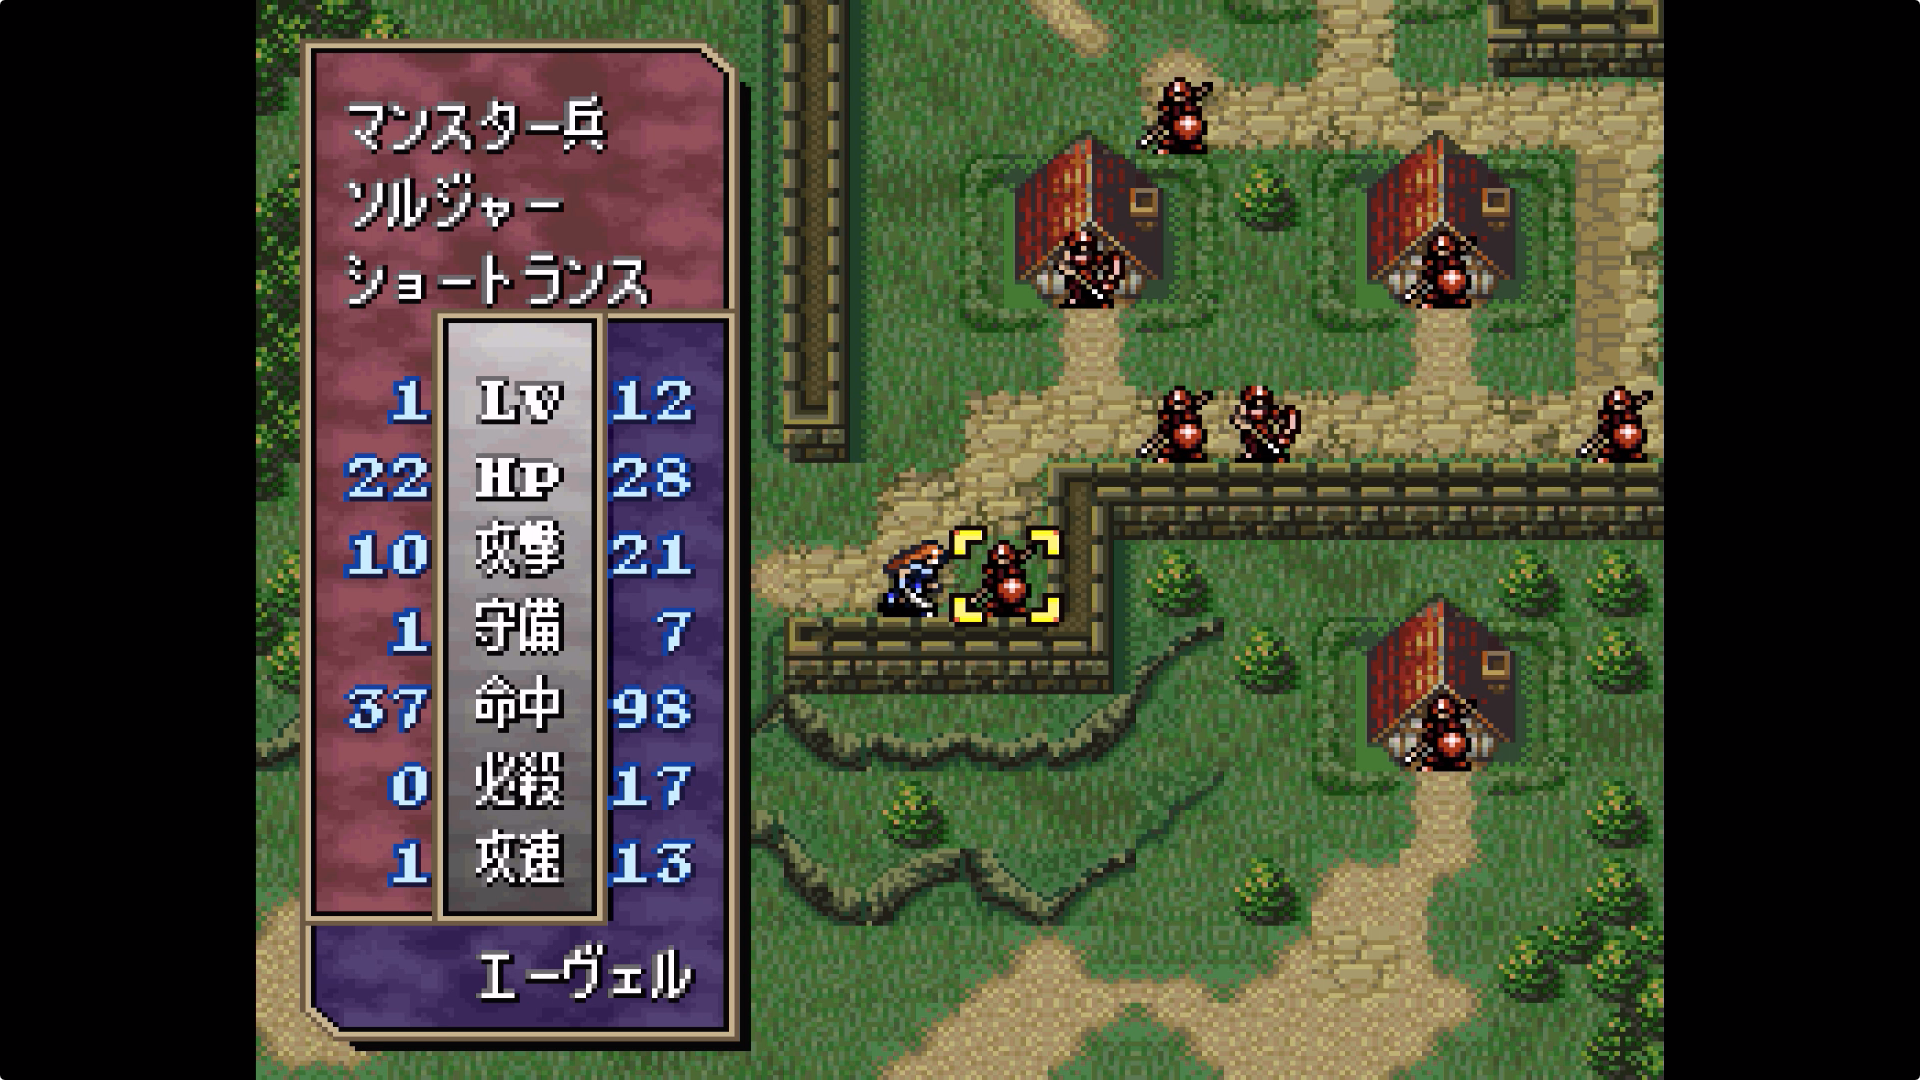 マンスター兵
ソルジャー
ショートランス
1 Lv 12
22 Hp 28
10 攻撃 21
1 守備 7
37 命中 98
0 必殺 17
1 攻速 13
エーヴェル